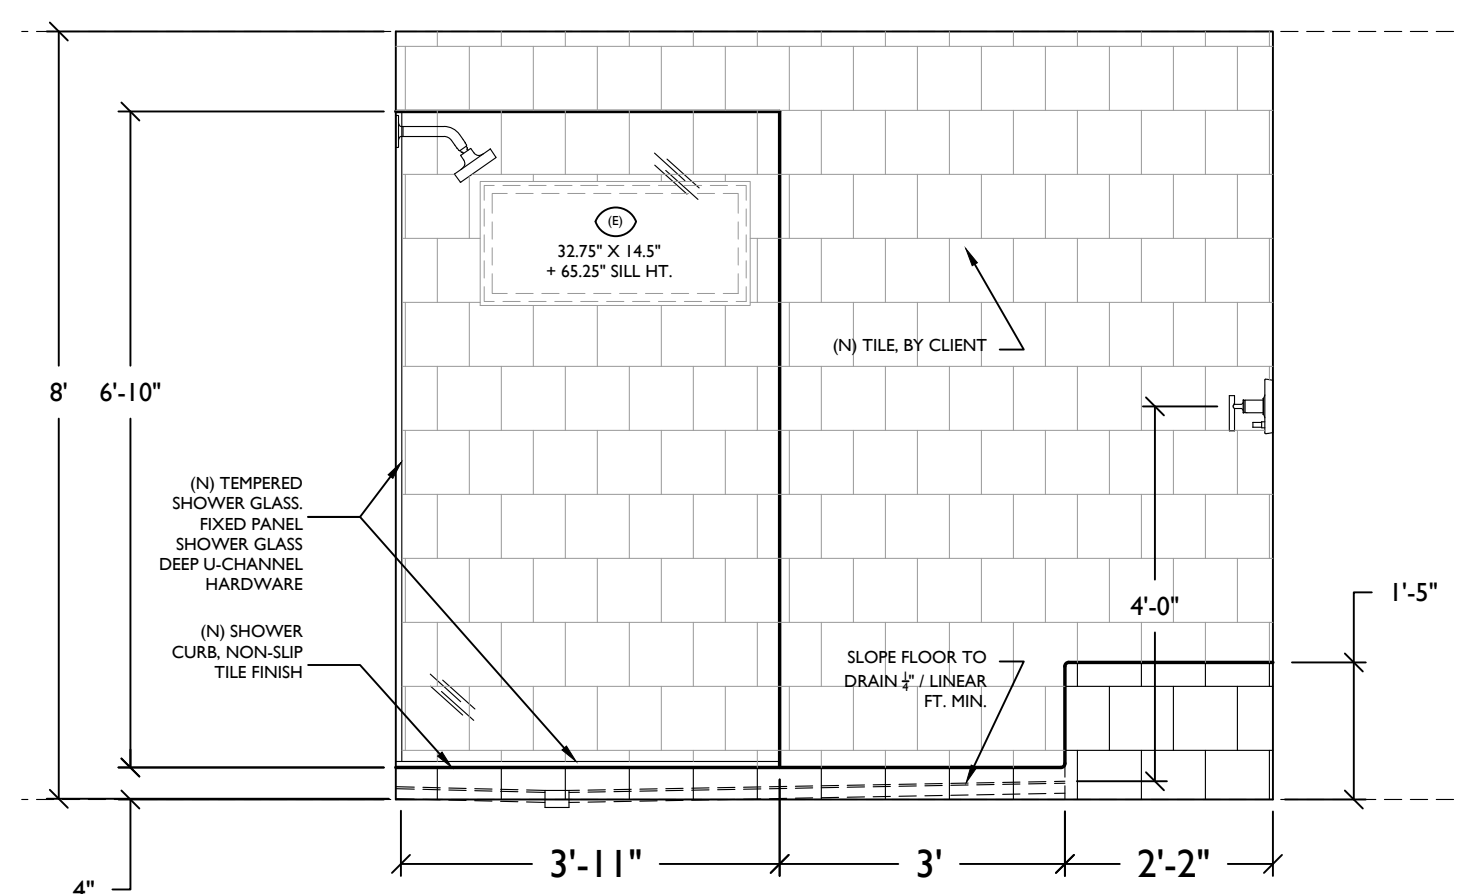 (E)
32.75" X 14.5"
+ 65.25" SILL HT.
(N) TILE, BY CLIENT
8'
6'-10"
(N) TEMPERED
SHOWER GLASS.
FIXED PANEL
SHOWER GLASS
DEEP U-CHANNEL
HARDWARE
(N) SHOWER
CURB, NON-SLIP
TILE FINISH
SLOPE FLOOR TO
DRAIN 1/4" / LINEAR
FT. MIN.
4'-0"
1'-5"
3'-11"
3'
2'-2"
4"